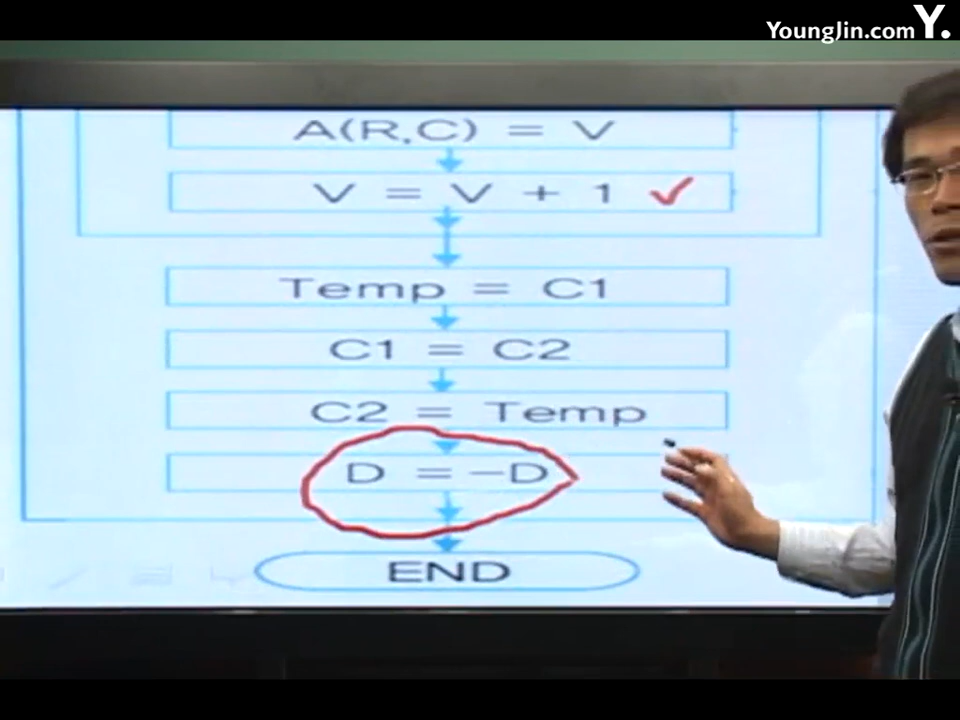 YoungJin.com Y.
A(R,C) = V
V = V + 1
Temp = C1
C1 = C2
C2 = Temp
D = -D
END